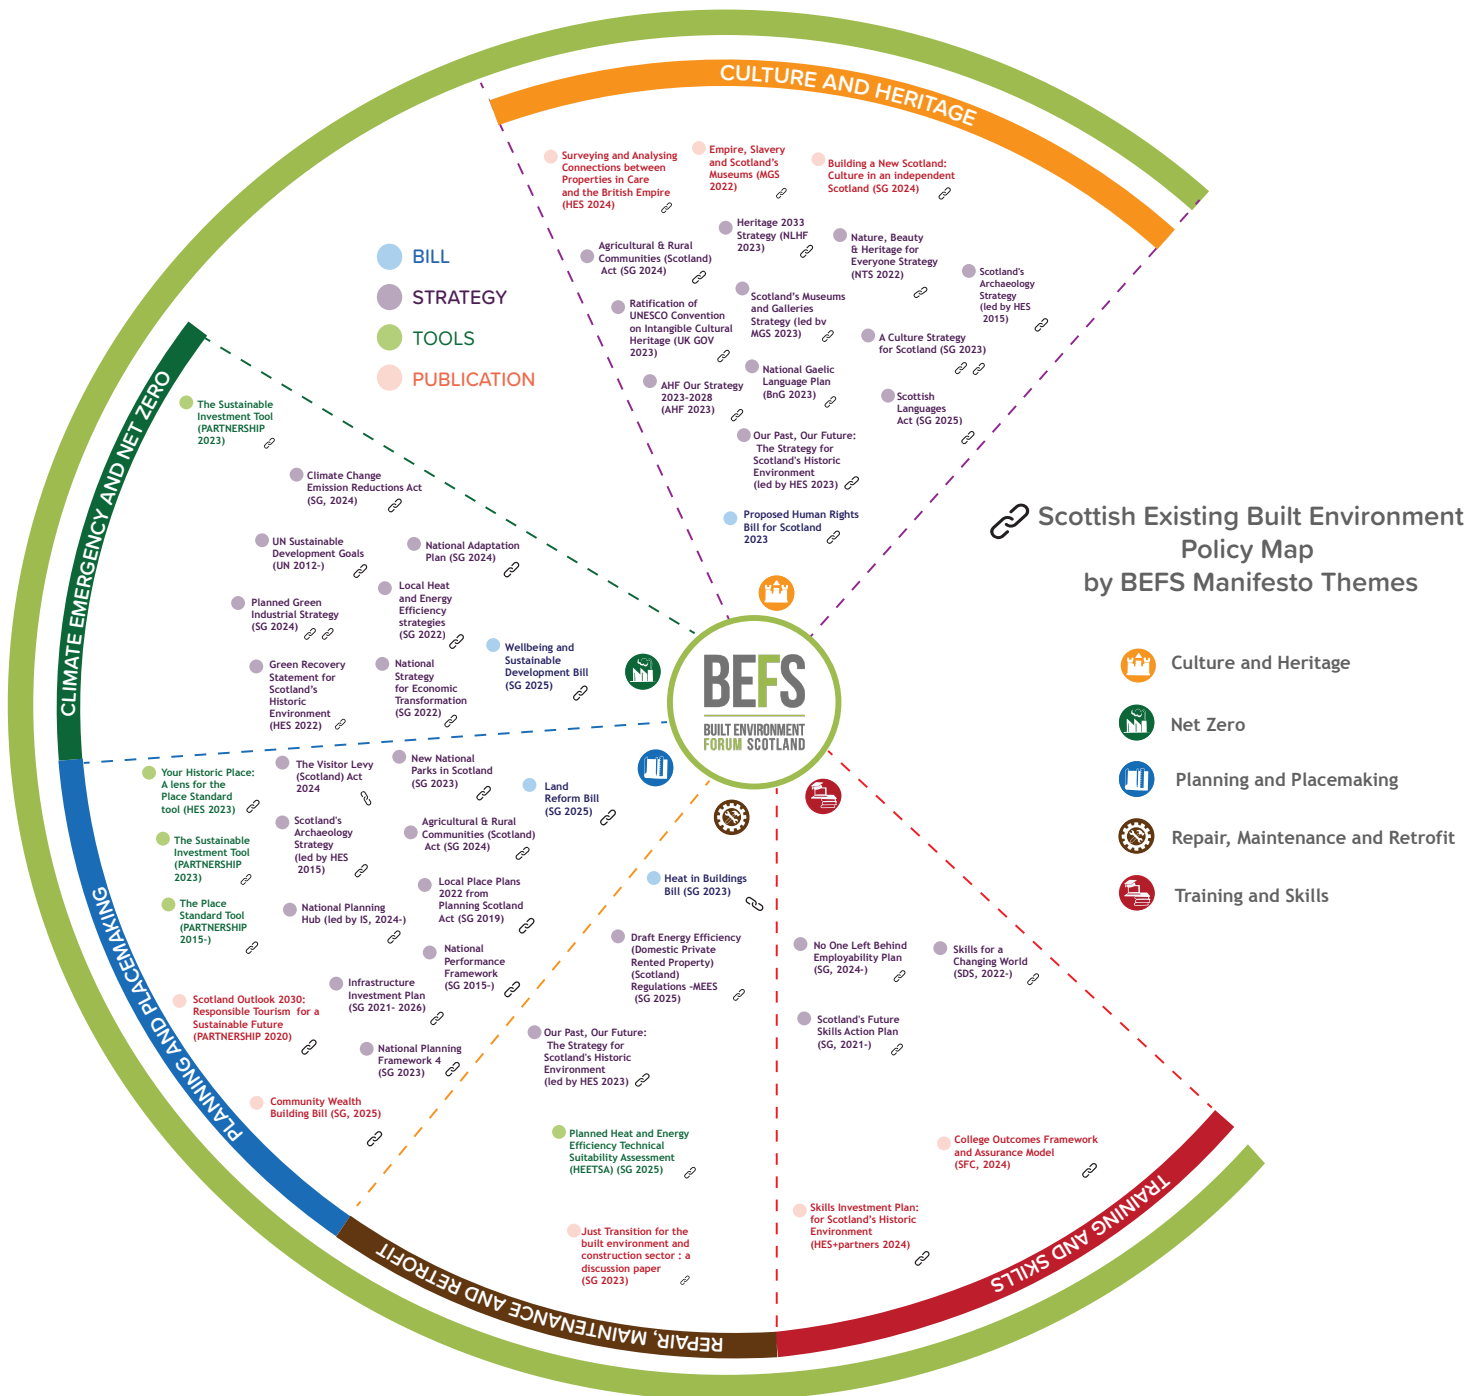 CULTURE AND HERITAGE
Surveying and Analysing
Connections between
Properties in Care
and the British Empire
(HES 2024)
Empire, Slavery
and Scotland's
Museums (MGS
2022)
Building a New Scotland:
Culture in an independent
Scotland (SG 2024)
Heritage 2033
Strategy (NLHF
2023)
Agricultural & Rural
Communities (Scotland)
Act (SG 2024)
Nature, Beauty
& Heritage for
Everyone Strategy
(NTS 2022)
Scotland's
Archaeology
Strategy
(led by HES
2015)
Ratification of
UNESCO Convention
on Intangible Cultural
Heritage (UK GOV
2023)
Scotland's Museums
and Galleries
Strategy (led by
MGS 2023)
A Culture Strategy
for Scotland (SG 2023)
AHF Our Strategy
2023-2028
(AHF 2023)
National Gaelic
Language Plan
(BnG 2023)
Scottish
Languages
Act (SG 2025)
Our Past, Our Future:
The Strategy for
Scotland's Historic
Environment
(led by HES 2023)
Proposed Human Rights
Bill for Scotland
2023
BILL
STRATEGY
TOOLS
PUBLICATION
Scottish Existing Built Environment
Policy Map
by BEFS Manifesto Themes
Culture and Heritage
Net Zero
Planning and Placemaking
Repair, Maintenance and Retrofit
Training and Skills
CLIMATE EMERGENCY AND NET ZERO
The Sustainable
Investment Tool
(PARTNERSHIP
2023)
Climate Change
Emission Reductions Act
(SG, 2024)
UN Sustainable
Development Goals
(UN 2012-)
National Adaptation
Plan (SG 2024)
Planned Green
Industrial Strategy
(SG 2024)
Local Heat
and Energy
Efficiency
strategies
(SG 2022)
Wellbeing and
Sustainable
Development Bill
(SG 2025)
Green Recovery
Statement for
Scotland's
Historic
Environment
(HES 2022)
National
Strategy
for Economic
Transformation
(SG 2022)
BEFS
BUILT ENVIRONMENT
FORUM SCOTLAND
PLANNING AND PLACEMAKING
Your Historic Place:
A lens for the
Place Standard
tool (HES 2023)
The Visitor Levy
(Scotland) Act
2024
New National
Parks in Scotland
(SG 2023)
Land
Reform Bill
(SG 2025)
The Sustainable
Investment Tool
(PARTNERSHIP
2023)
Scotland's
Archaeology
Strategy
(led by HES
2015)
Agricultural & Rural
Communities (Scotland)
Act (SG 2024)
The Place
Standard Tool
(PARTNERSHIP
2015-)
National Planning
Hub (led by IS, 2024-)
Local Place Plans
2022 from
Planning Scotland
Act (SG 2019)
National
Performance
Framework
(SG 2015-)
Infrastructure
Investment Plan
(SG 2021- 2026)
Scotland Outlook 2030:
Responsible Tourism for a
Sustainable Future
(PARTNERSHIP 2020)
National Planning
Framework 4
(SG 2023)
Community Wealth
Building Bill (SG, 2025)
REPAIR, MAINTENANCE AND RETROFIT
Heat in Buildings
Bill (SG 2023)
Draft Energy Efficiency
(Domestic Private
Rented Property)
(Scotland)
Regulations -MEES
(SG 2025)
Our Past, Our Future:
The Strategy for
Scotland's Historic
Environment
(led by HES 2023)
Planned Heat and Energy
Efficiency Technical
Suitability Assessment
(HEETSA) (SG 2025)
Just Transition for the
built environment and
construction sector : a
discussion paper
(SG 2023)
TRAINING AND SKILLS
No One Left Behind
Employability Plan
(SG, 2024-)
Skills for a
Changing World
(SDS, 2022-)
Scotland's Future
Skills Action Plan
(SG, 2021-)
College Outcomes Framework
and Assurance Model
(SFC, 2024)
Skills Investment Plan:
for Scotland's Historic
Environment
(HES+partners 2024)